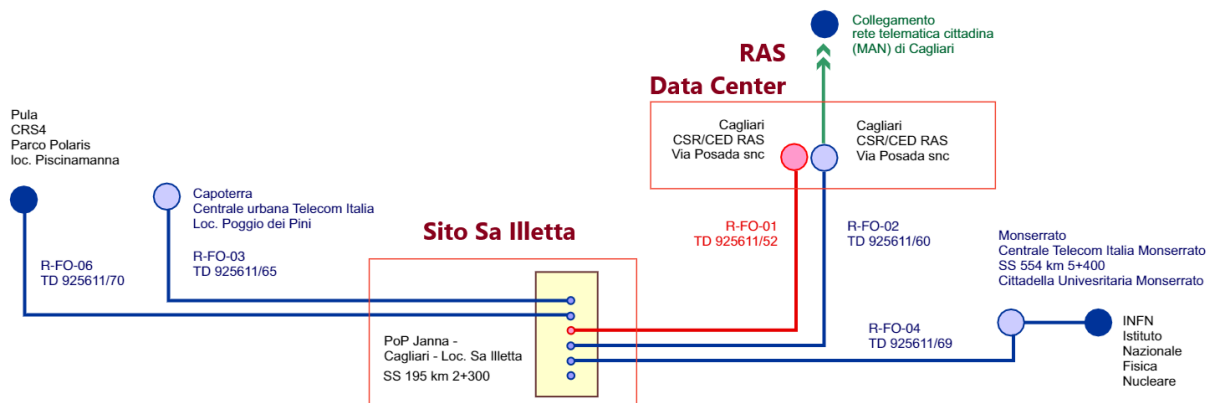 Collegamento
rete telematica cittadina
(MAN) di Cagliari
RAS
Data Center
Pula
CRS4
Parco Polaris
loc. Piscinamanna
Cagliari
CSR/CED RAS
Via Posada snc
Cagliari
CSR/CED RAS
Via Posada snc
Capoterra
Centrale urbana Telecom Italia
Loc. Poggio dei Pini
Sito Sa Illetta
R-FO-01
TD 925611/52
R-FO-02
TD 925611/60
Monserrato
Centrale Telecom Italia Monserrato
SS 554 km 5+400
Cittadella Univesritaria Monserrato
R-FO-06
TD 925611/70
R-FO-03
TD 925611/65
R-FO-04
TD 925611/69
INFN
Istituto
Nazionale
Fisica
Nucleare
PoP Janna -
Cagliari - Loc. Sa Illetta
SS 195 km 2+300